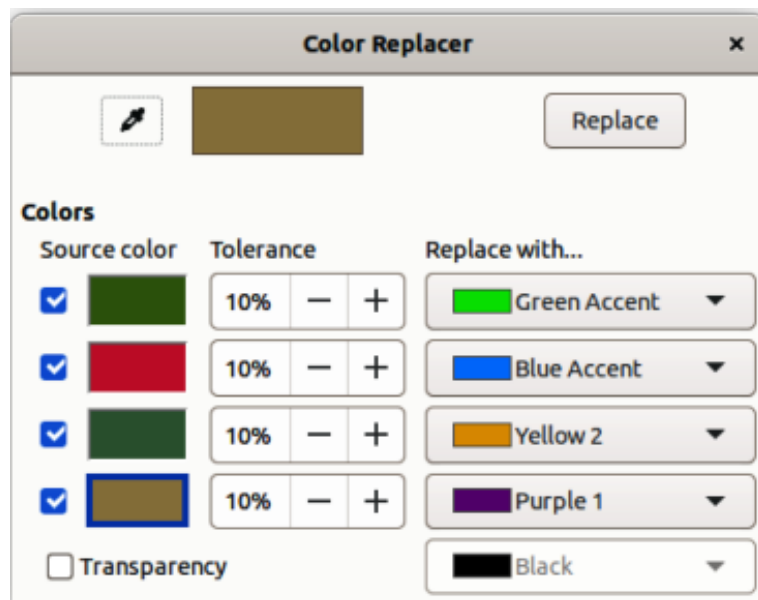 Color Replacer
Replace
Colors
Source color Tolerance Replace with...
10% Green Accent
10% Blue Accent
10% Yellow 2
10% Purple 1
Transparency Black